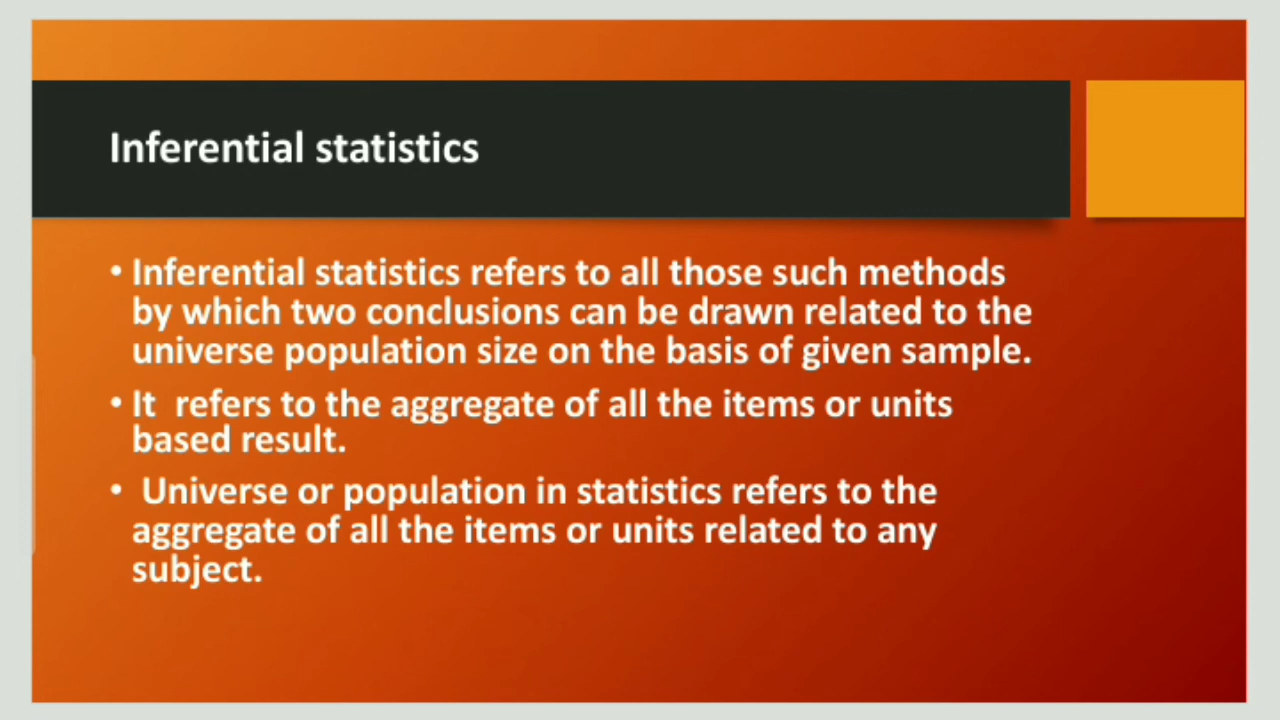 Inferential statistics
• Inferential statistics refers to all those such methods
by which two conclusions can be drawn related to the
universe population size on the basis of given sample.
• It  refers to the aggregate of all the items or units
based result.
•  Universe or population in statistics refers to the
aggregate of all the items or units related to any
subject.